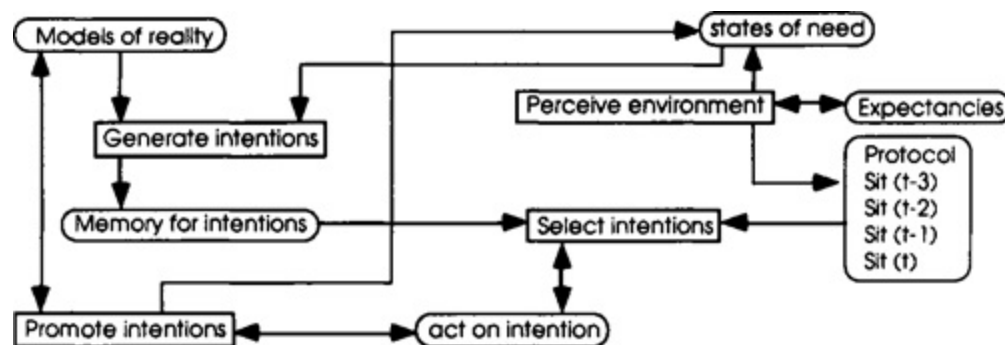 Models of reality
states of need
Perceive environment
Expectancies
Generate intentions
Protocol
Sit (t-3)
Sit (t-2)
Sit (t-1)
Sit (t)
Memory for intentions
Select intentions
Promote intentions
act on intention